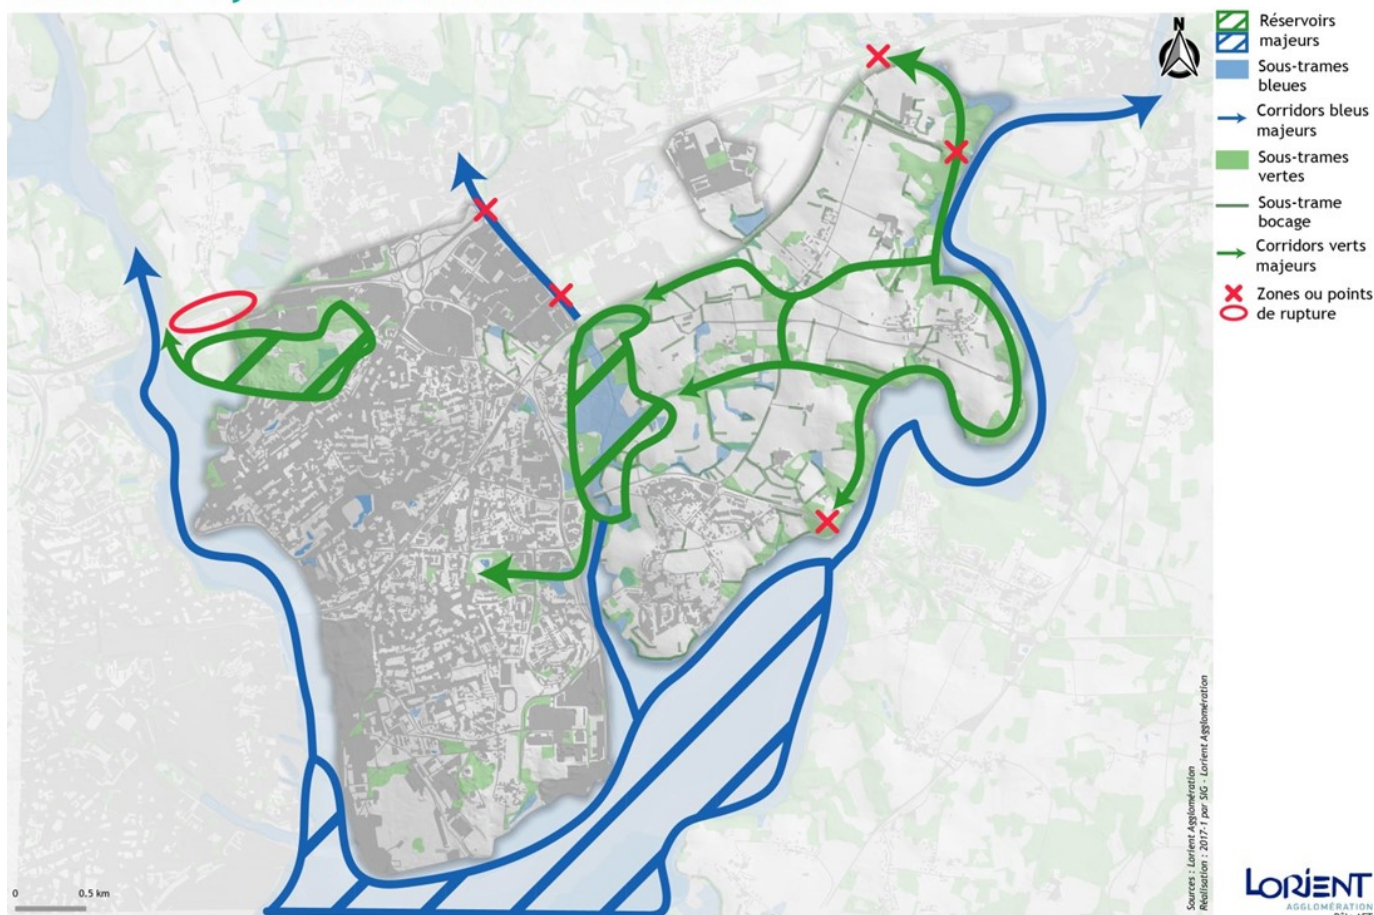 N
Réservoirs
majeurs
Sous-trames
bleues
Corridors bleus
majeurs
Sous-trames
vertes
Sous-trame
bocage
Corridors verts
majeurs
Zones ou points
de rupture
0 0.5 km
Sources : Lorient Agglomération
Réalisation : 2017-1 par SIG - Lorient Agglomération
LORIENT
AGGLOMÉRATION